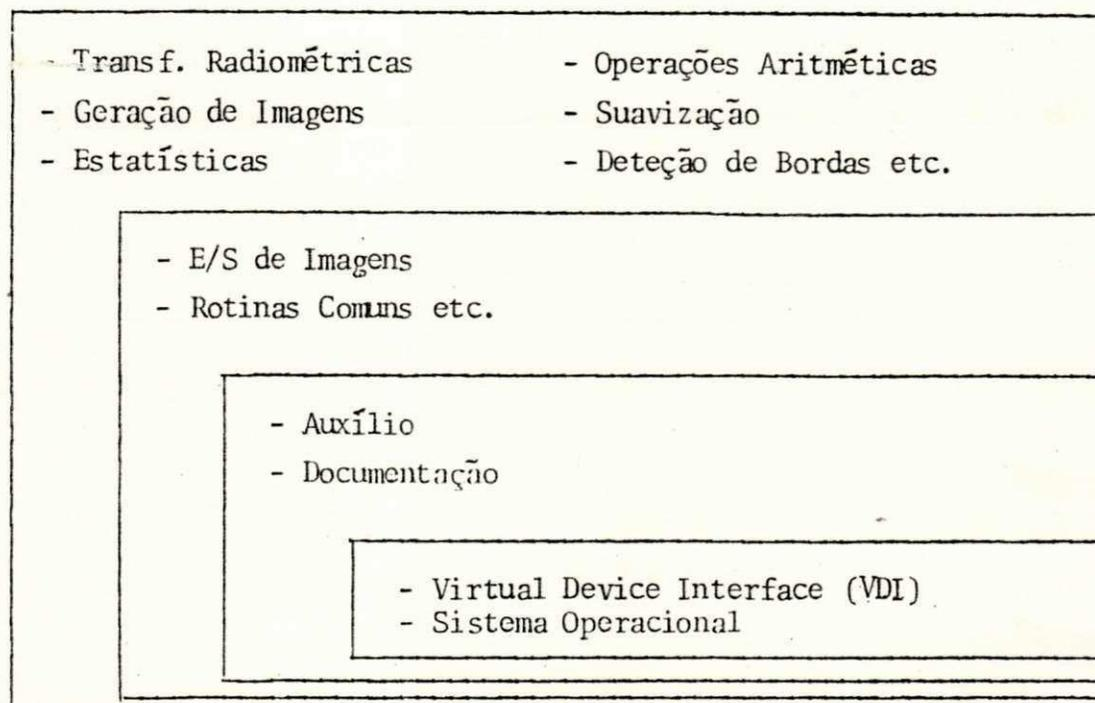 - Transf. Radiométricas - Operações Aritméticas
- Geração de Imagens - Suavização
- Estatísticas - Deteção de Bordas etc.
- E/S de Imagens
- Rotinas Comuns etc.
- Auxílio
- Documentação
- Virtual Device Interface (VDI)
- Sistema Operacional